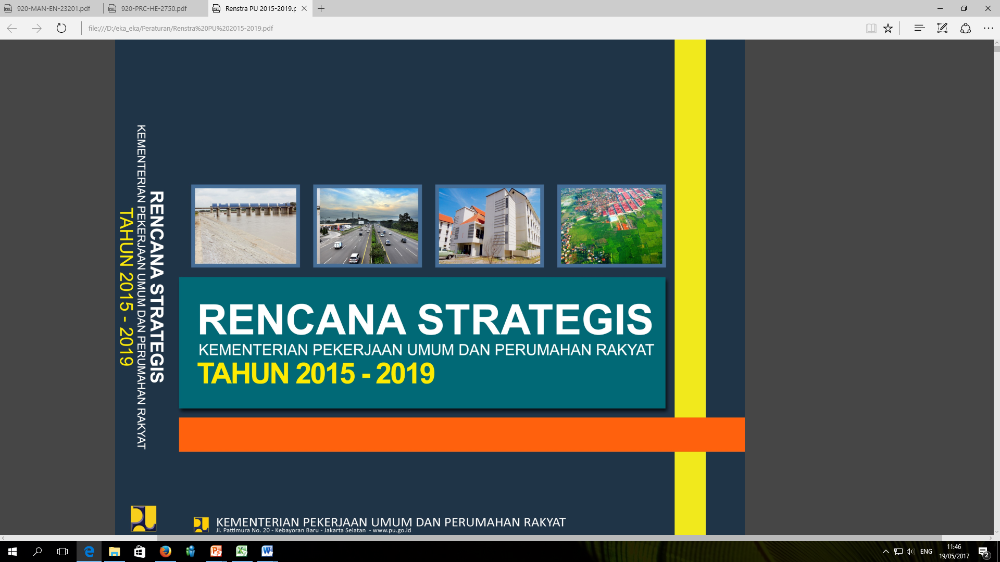 920-MAN-EN-23201.pdf
920-PRC-HE-2750.pdf
Renstra PU 2015-2019.p
file:///D:/eka_eka/Peraturan/Renstra%20PU%202015-2019.pdf
RENCANA STRATEGIS
KEMENTERIAN PEKERJAAN UMUM DAN PERUMAHAN RAKYAT
TAHUN 2015 - 2019
RENCANA STRATEGIS
KEMENTERIAN PEKERJAAN UMUM DAN PERUMAHAN RAKYAT
TAHUN 2015 - 2019
KEMENTERIAN PEKERJAAN UMUM DAN PERUMAHAN RAKYAT
Jl. Pattimura No. 20 - Kebayoran Baru - Jakarta Selatan - www.pu.go.id
ENG
11:46
19/05/2017
2